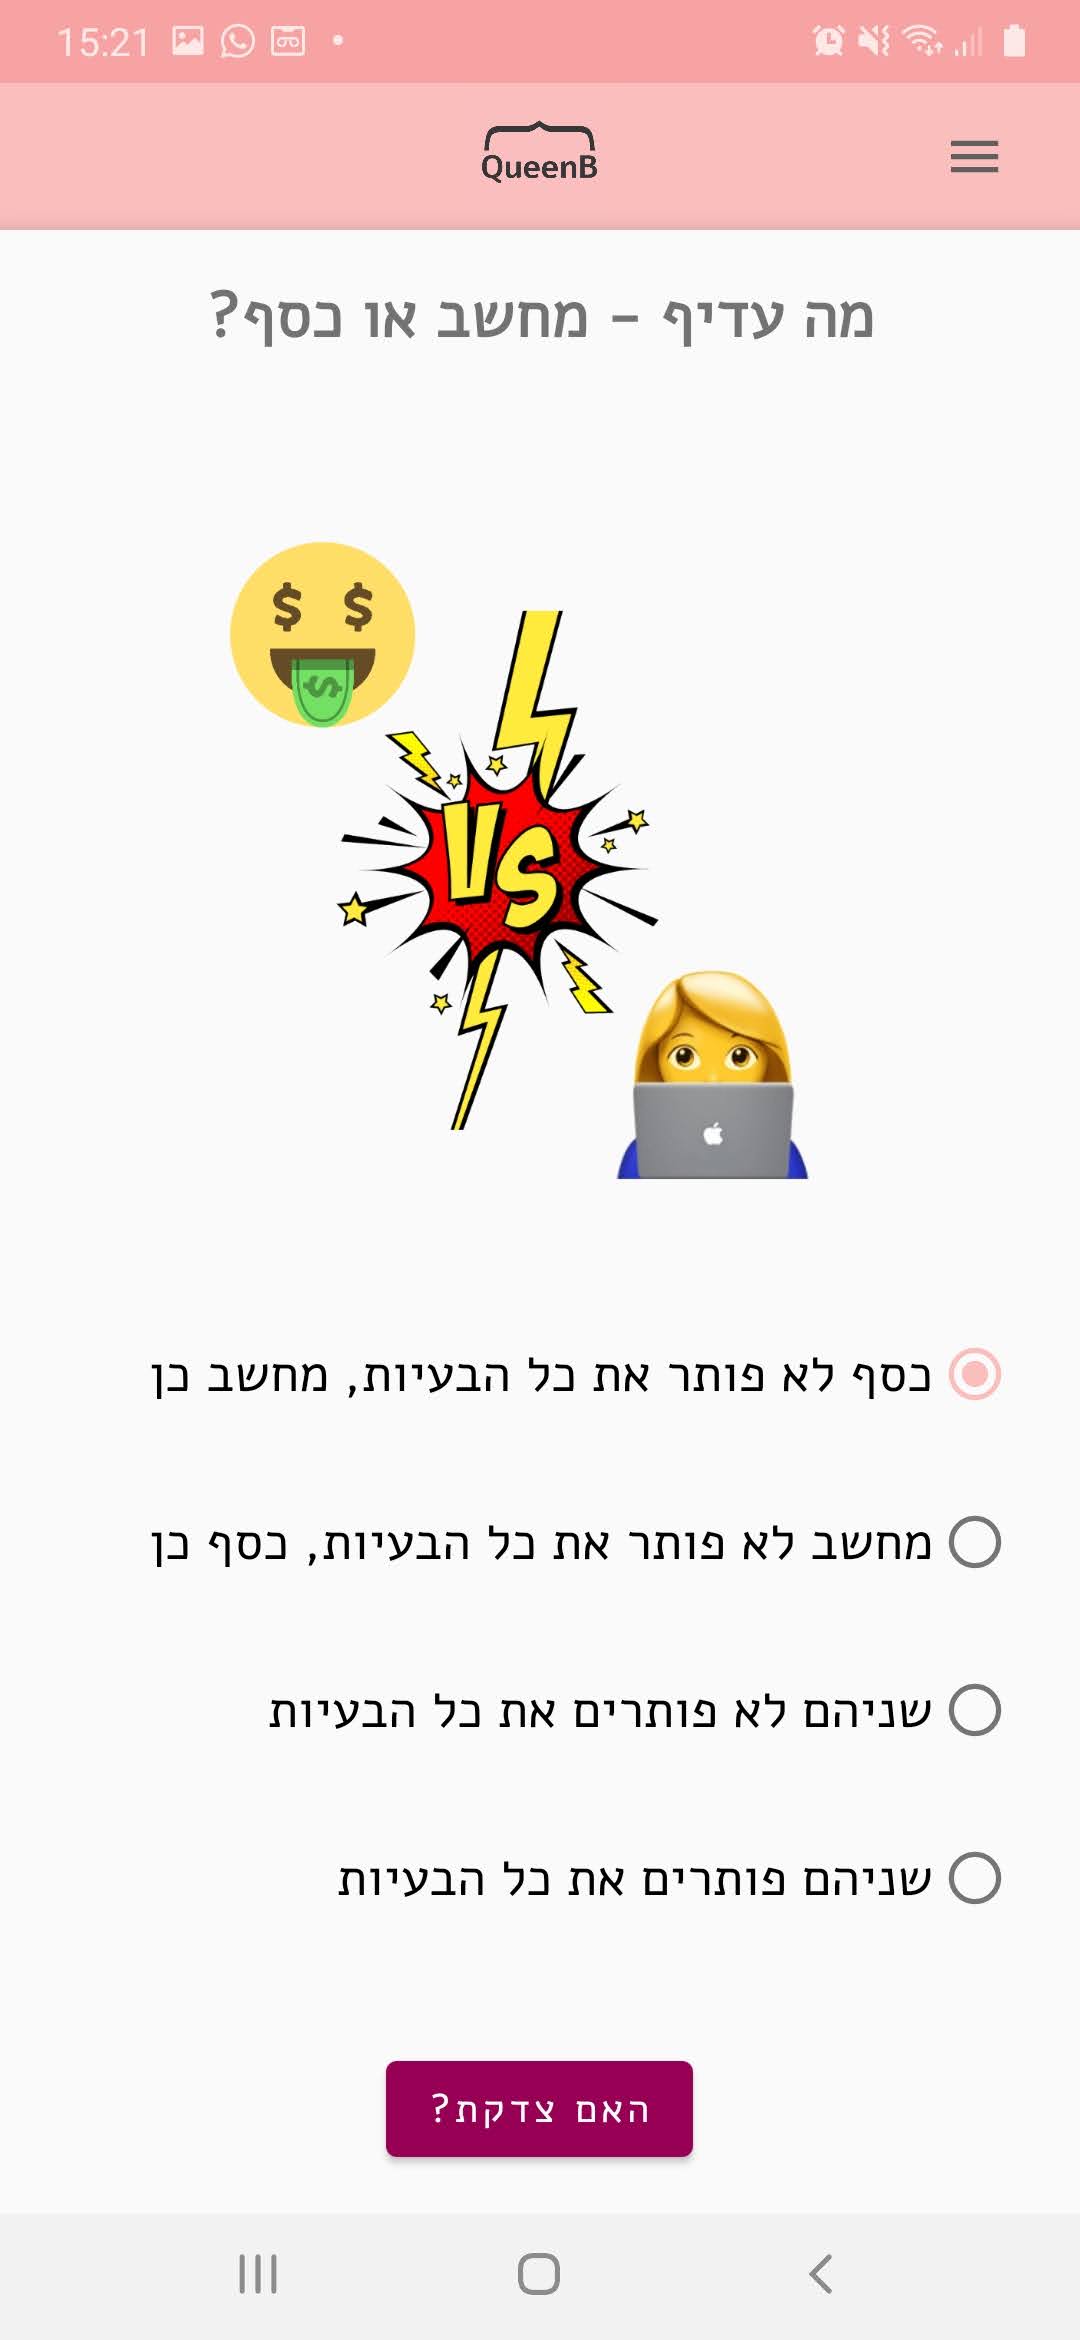 15:21
QueenB
מה עדיף – מחשב או כסף?
$ $
$
VS
כסף לא פותר את כל הבעיות, מחשב כן
מחשב לא פותר את כל הבעיות, כסף כן
שניהם לא פותרים את כל הבעיות
שניהם פותרים את כל הבעיות
האם צדקת?